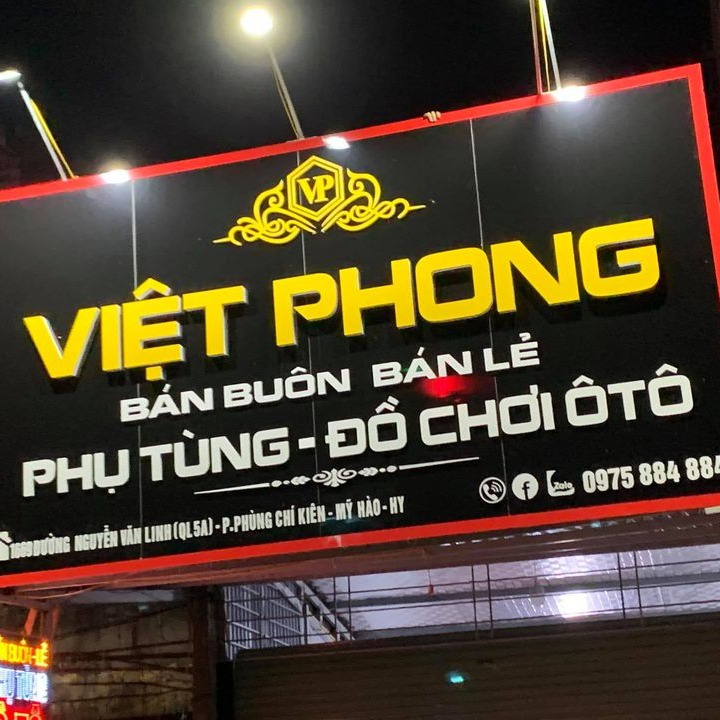 VP
VIỆT PHONG
BÁN BUÔN BÁN LẺ
PHỤ TÙNG - ĐỒ CHƠI ÔTÔ
Zalo 0975 884 884
ĐƯỜNG NGUYỄN VĂN LINH (QL5A) - P.PHÙNG CHÍ KIÊN - MỸ HÀO - HY